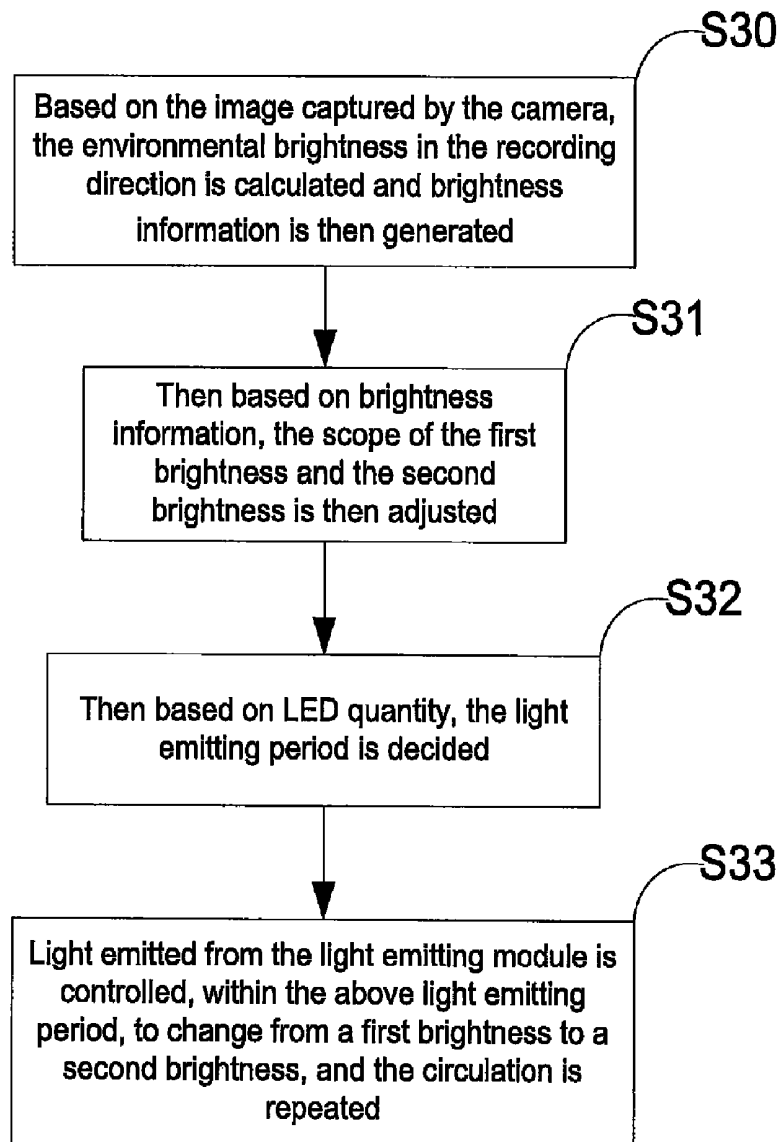 S30
Based on the image captured by the camera,
the environmental brightness in the recording
direction is calculated and brightness
information is then generated
S31
Then based on brightness
information, the scope of the first
brightness and the second
brightness is then adjusted
S32
Then based on LED quantity, the light
emitting period is decided
S33
Light emitted from the light emitting module is
controlled, within the above light emitting
period, to change from a first brightness to a
second brightness, and the circulation is
repeated